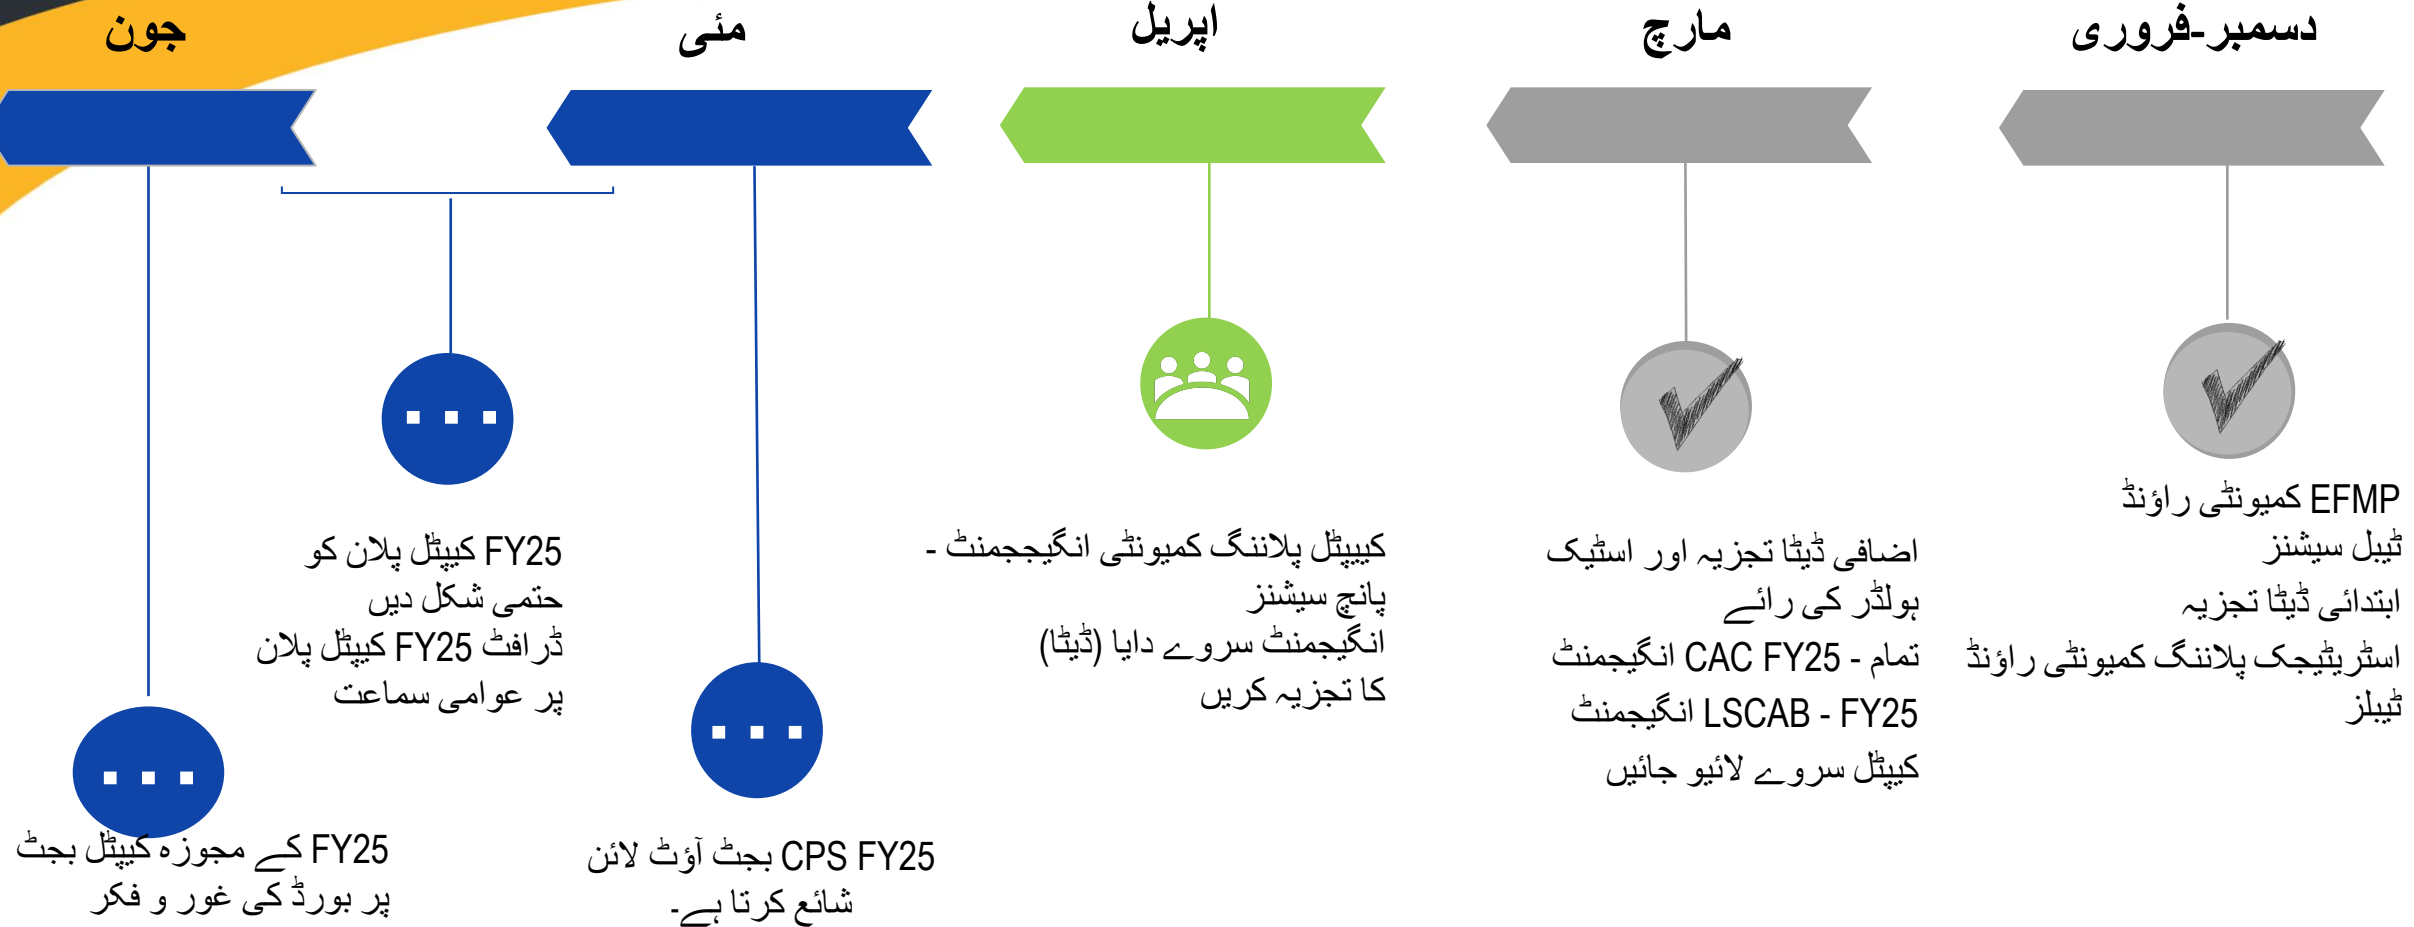 دسمبر-فروری
مارچ
اپریل
مئی
جون
EFMP کمیونٹی راؤنڈ
ٹیبل سیشنز
ابتدائی ڈیٹا تجزیہ
اسٹریٹیجک پلاننگ کمیونٹی راؤنڈ
ٹیبلز
اضافی ڈیٹا تجزیہ اور اسٹیک
ہولڈر کی رائے
تمام - CAC FY25 انگیجمنٹ
LSCAB - FY25 انگیجمنٹ
کیپٹل سروے لائیو جائیں
کیپیٹل پلاننگ کمیونٹی انگیججمنٹ -
پانچ سیشنز
انگیجمنٹ سروے دایا (ڈیٹا)
کا تجزیہ کریں
CPS FY25 بجٹ آؤٹ لائن
شائع کرتا ہے۔
FY25 کیپٹل پلان کو
حتمی شکل دیں
ڈرافٹ FY25 کیپٹل پلان
پر عوامی سماعت
FY25 کے مجوزہ کیپٹل بجٹ
پر بورڈ کی غور و فکر